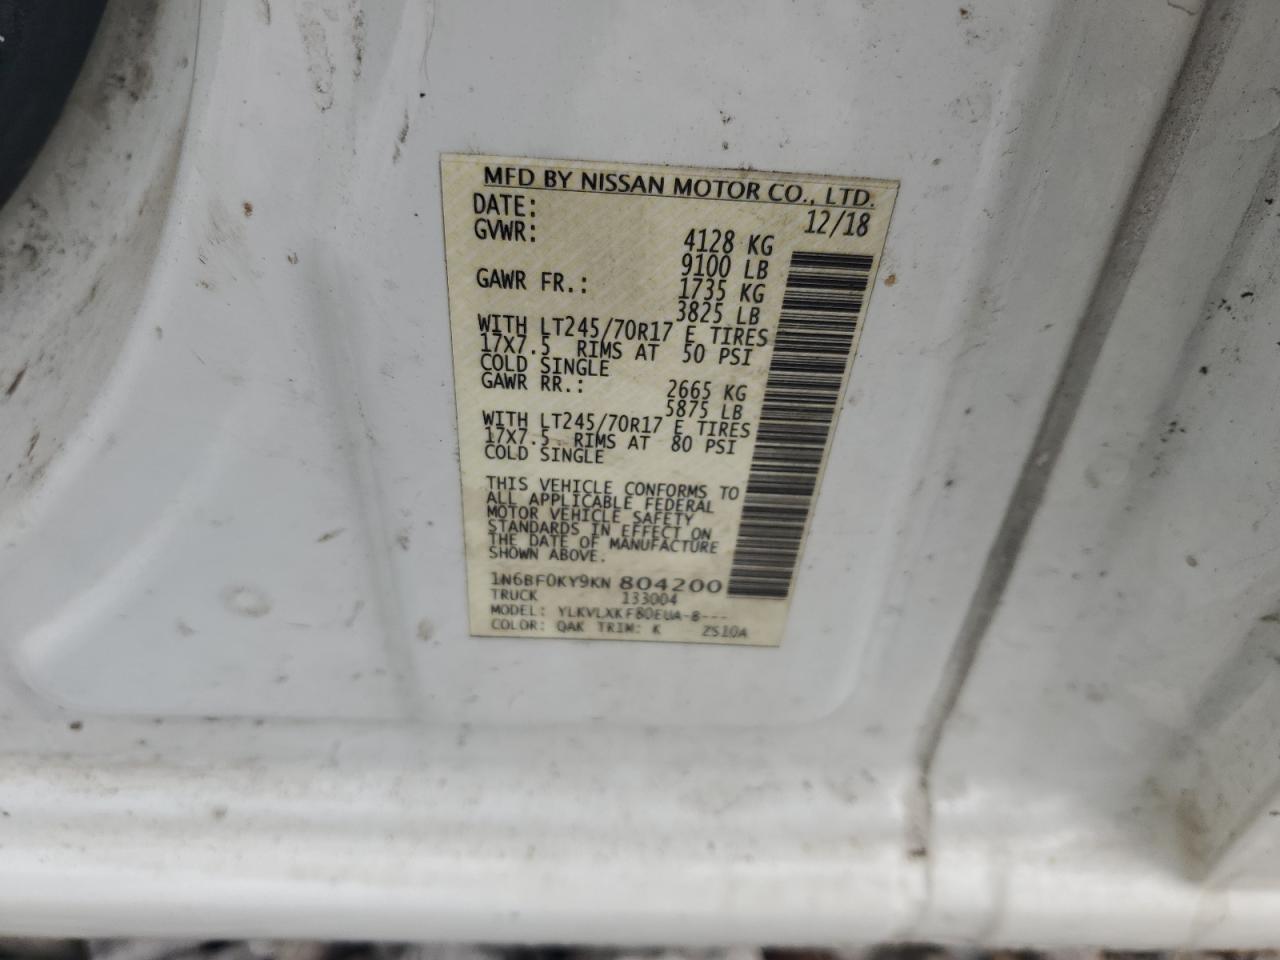 MFD BY NISSAN MOTOR CO., LTD.
DATE: 12/18
GVWR: 4128 KG
9100 LB
GAWR FR.: 1735 KG
3825 LB
WITH LT245/70R17 E TIRES
17X7.5 RIMS AT 50 PSI
COLD SINGLE
GAWR RR.: 2665 KG
5875 LB
WITH LT245/70R17 E TIRES
17X7.5 RIMS AT 80 PSI
COLD SINGLE
THIS VEHICLE CONFORMS TO
ALL APPLICABLE FEDERAL
MOTOR VEHICLE SAFETY
STANDARDS IN EFFECT ON
THE DATE OF MANUFACTURE
SHOWN ABOVE.
1N6BF0KY9KN 804200
TRUCK 133004
MODEL: YLKVLXKF80EUA-B---
COLOR: QAK TRIM: K ZS10A